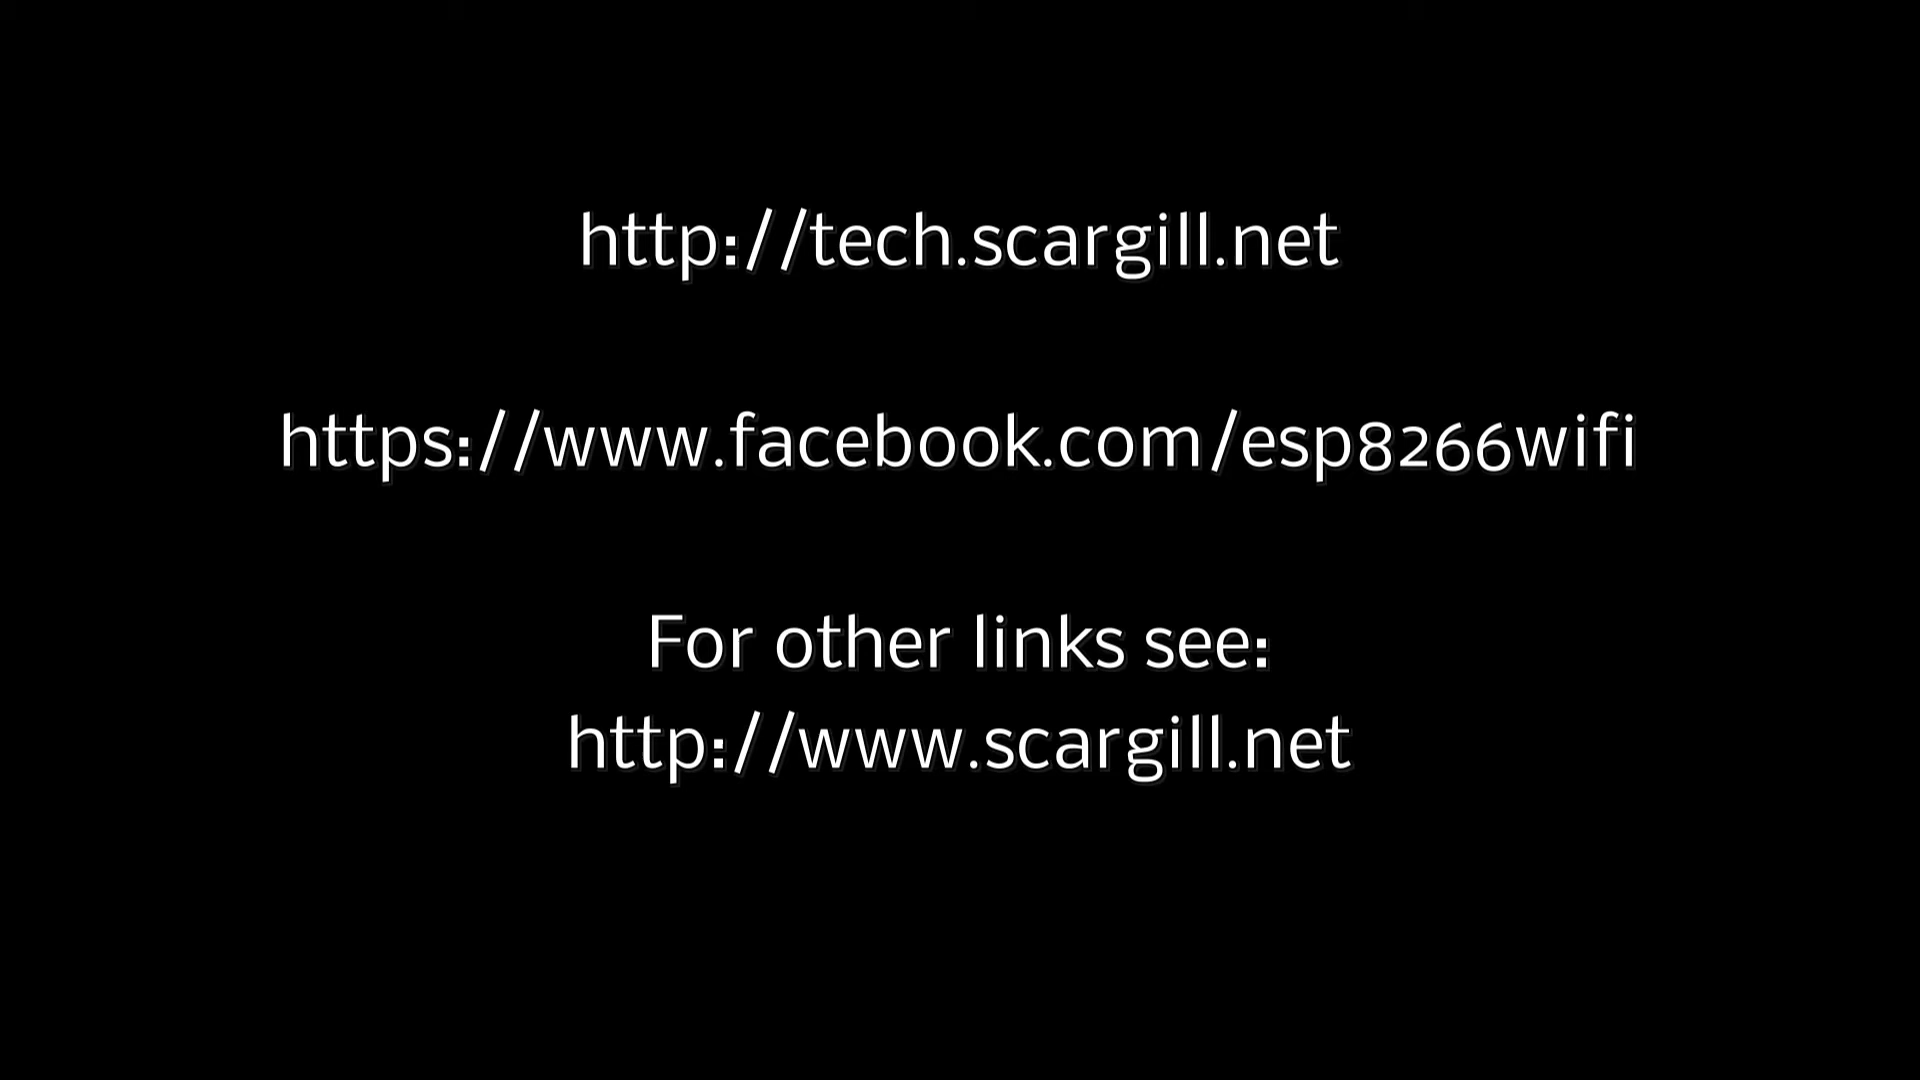 http://tech.scargill.net
https://www.facebook.com/esp8266wifi
For other links see:
http://www.scargill.net